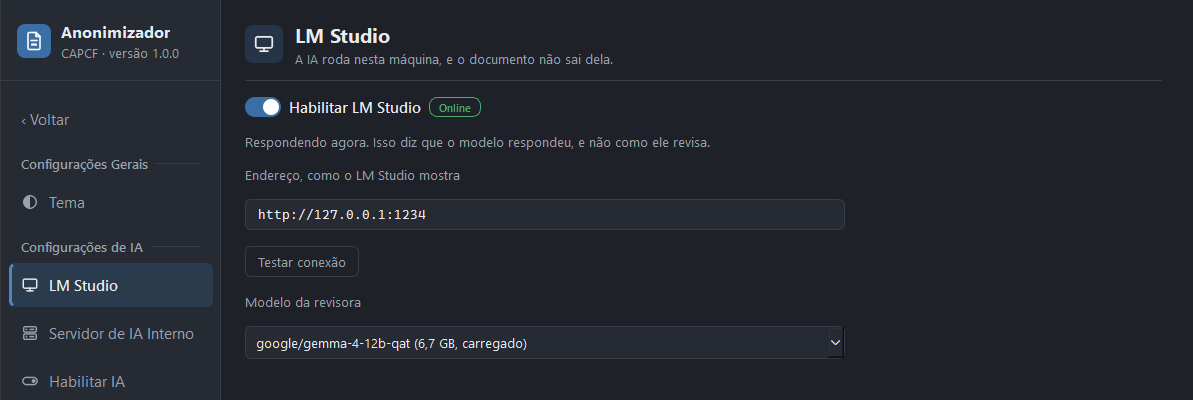 Anonimizador
CAPCF · versão 1.0.0
‹ Voltar
Configurações Gerais
Tema
Configurações de IA
LM Studio
Servidor de IA Interno
Habilitar IA
LM Studio
A IA roda nesta máquina, e o documento não sai dela.
Habilitar LM Studio Online
Respondendo agora. Isso diz que o modelo respondeu, e não como ele revisa.
Endereço, como o LM Studio mostra
http://127.0.0.1:1234
Testar conexão
Modelo da revisora
google/gemma-4-12b-qat (6,7 GB, carregado)